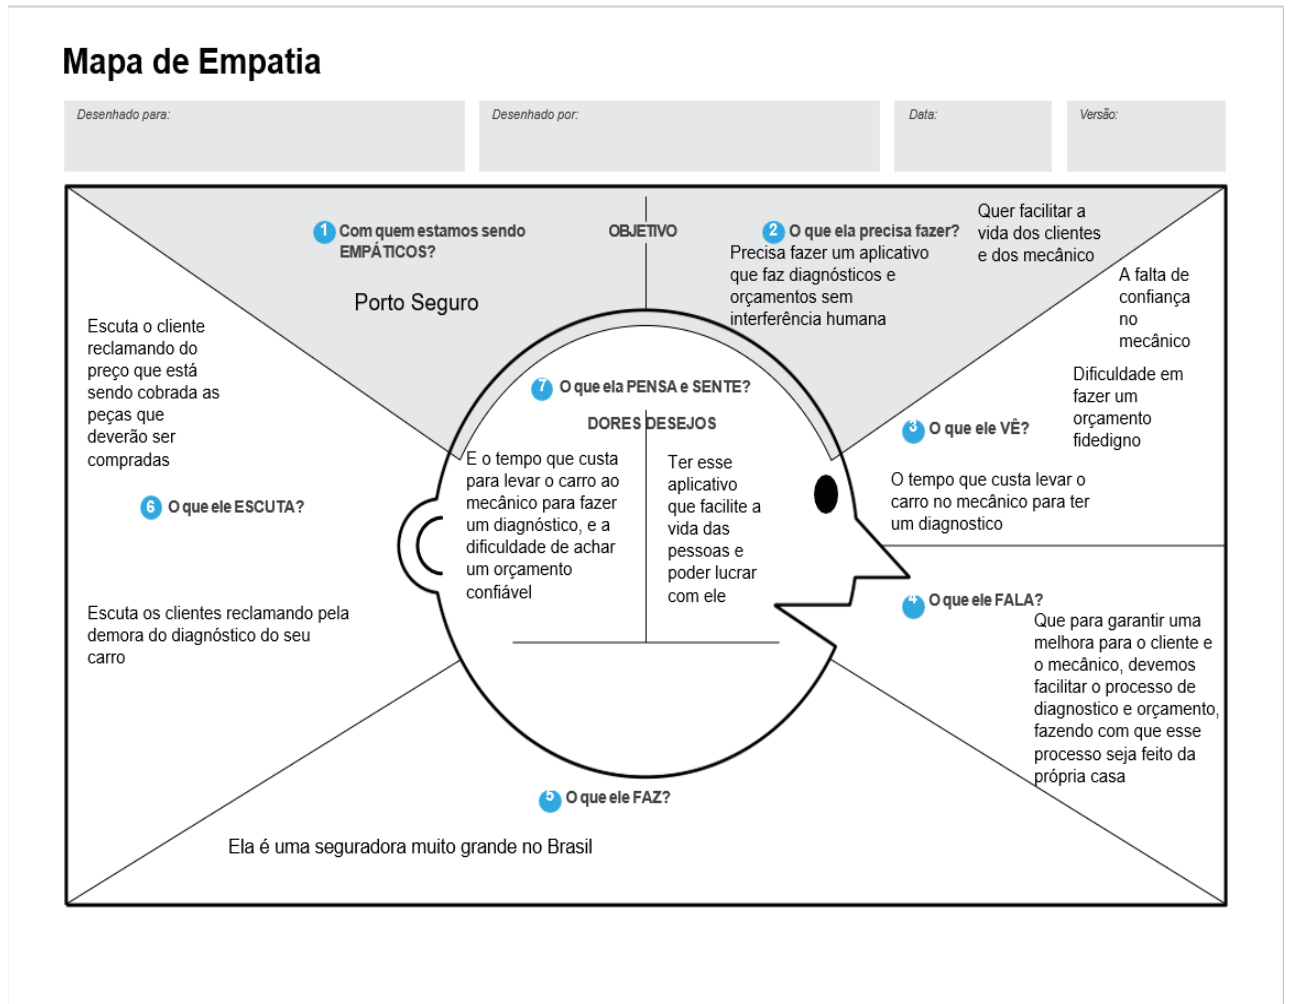 Mapa de Empatia
Desenhado para:
Desenhado por:
Data:
Versão:
1 Com quem estamos sendo
EMPÁTICOS?
Porto Seguro
OBJETIVO
2 O que ela precisa fazer?
Precisa fazer um aplicativo
que faz diagnósticos e
orçamentos sem
interferência humana
Quer facilitar a
vida dos clientes
e dos mecânico
A falta de
confiança
no
mecânico
Dificuldade em
fazer um
orçamento
fidedigno
3 O que ele VÊ?
O tempo que custa levar o
carro no mecânico para ter
um diagnostico
4 O que ele FALA?
Que para garantir uma
melhora para o cliente e
o mecânico, devemos
facilitar o processo de
diagnostico e orçamento,
fazendo com que esse
processo seja feito da
própria casa
5 O que ele FAZ?
Ela é uma seguradora muito grande no Brasil
Escuta o cliente
reclamando do
preço que está
sendo cobrada as
peças que
deverão ser
compradas
6 O que ele ESCUTA?
Escuta os clientes reclamando pela
demora do diagnóstico do seu
carro
7 O que ela PENSA e SENTE?
DORES
E o tempo que custa
para levar o carro ao
mecânico para fazer
um diagnóstico, e a
dificuldade de achar
um orçamento
confiável
DESEJOS
Ter esse
aplicativo
que facilite a
vida das
pessoas e
poder lucrar
com ele